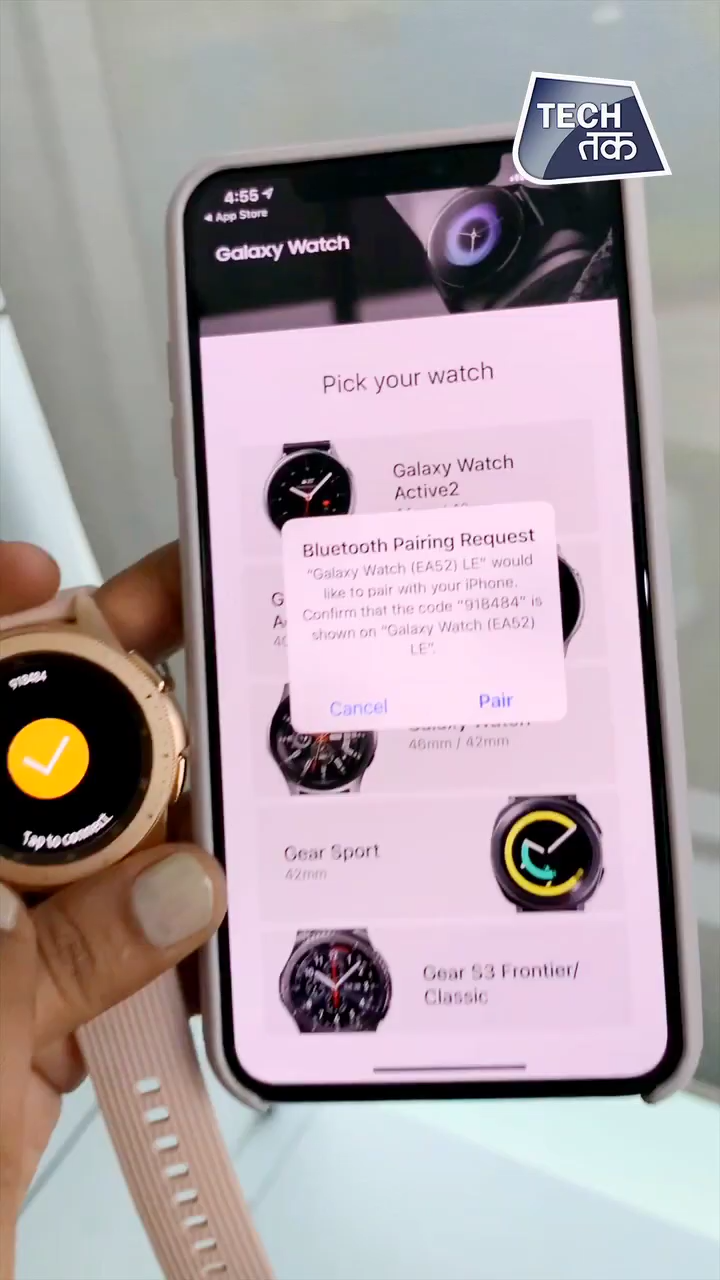 TECH
तक
4:55
App Store
Galaxy Watch
Pick your watch
Galaxy Watch
Active2
Bluetooth Pairing Request
"Galaxy Watch (EA52) LE" would
like to pair with your iPhone.
Confirm that the code "918484" is
shown on "Galaxy Watch (EA52)
LE".
Cancel
Pair
Galaxy Watch
46mm / 42mm
Gear Sport
42mm
Gear S3 Frontier/
Classic
918484
Tap to connect.